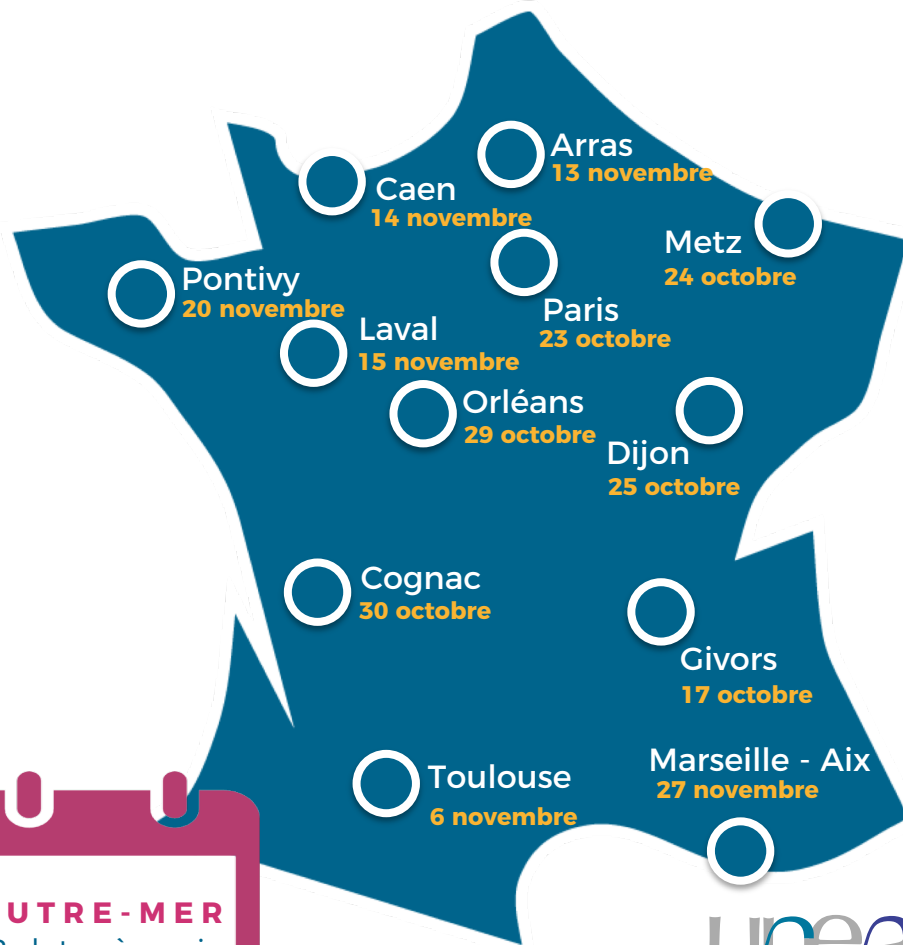 Arras
13 novembre
Caen
14 novembre
Metz
24 octobre
Pontivy
20 novembre
Paris
23 octobre
Laval
15 novembre
Orléans
29 octobre
Dijon
25 octobre
Cognac
30 octobre
Givors
17 octobre
Marseille - Aix
27 novembre
Toulouse
6 novembre
UTRE-MER